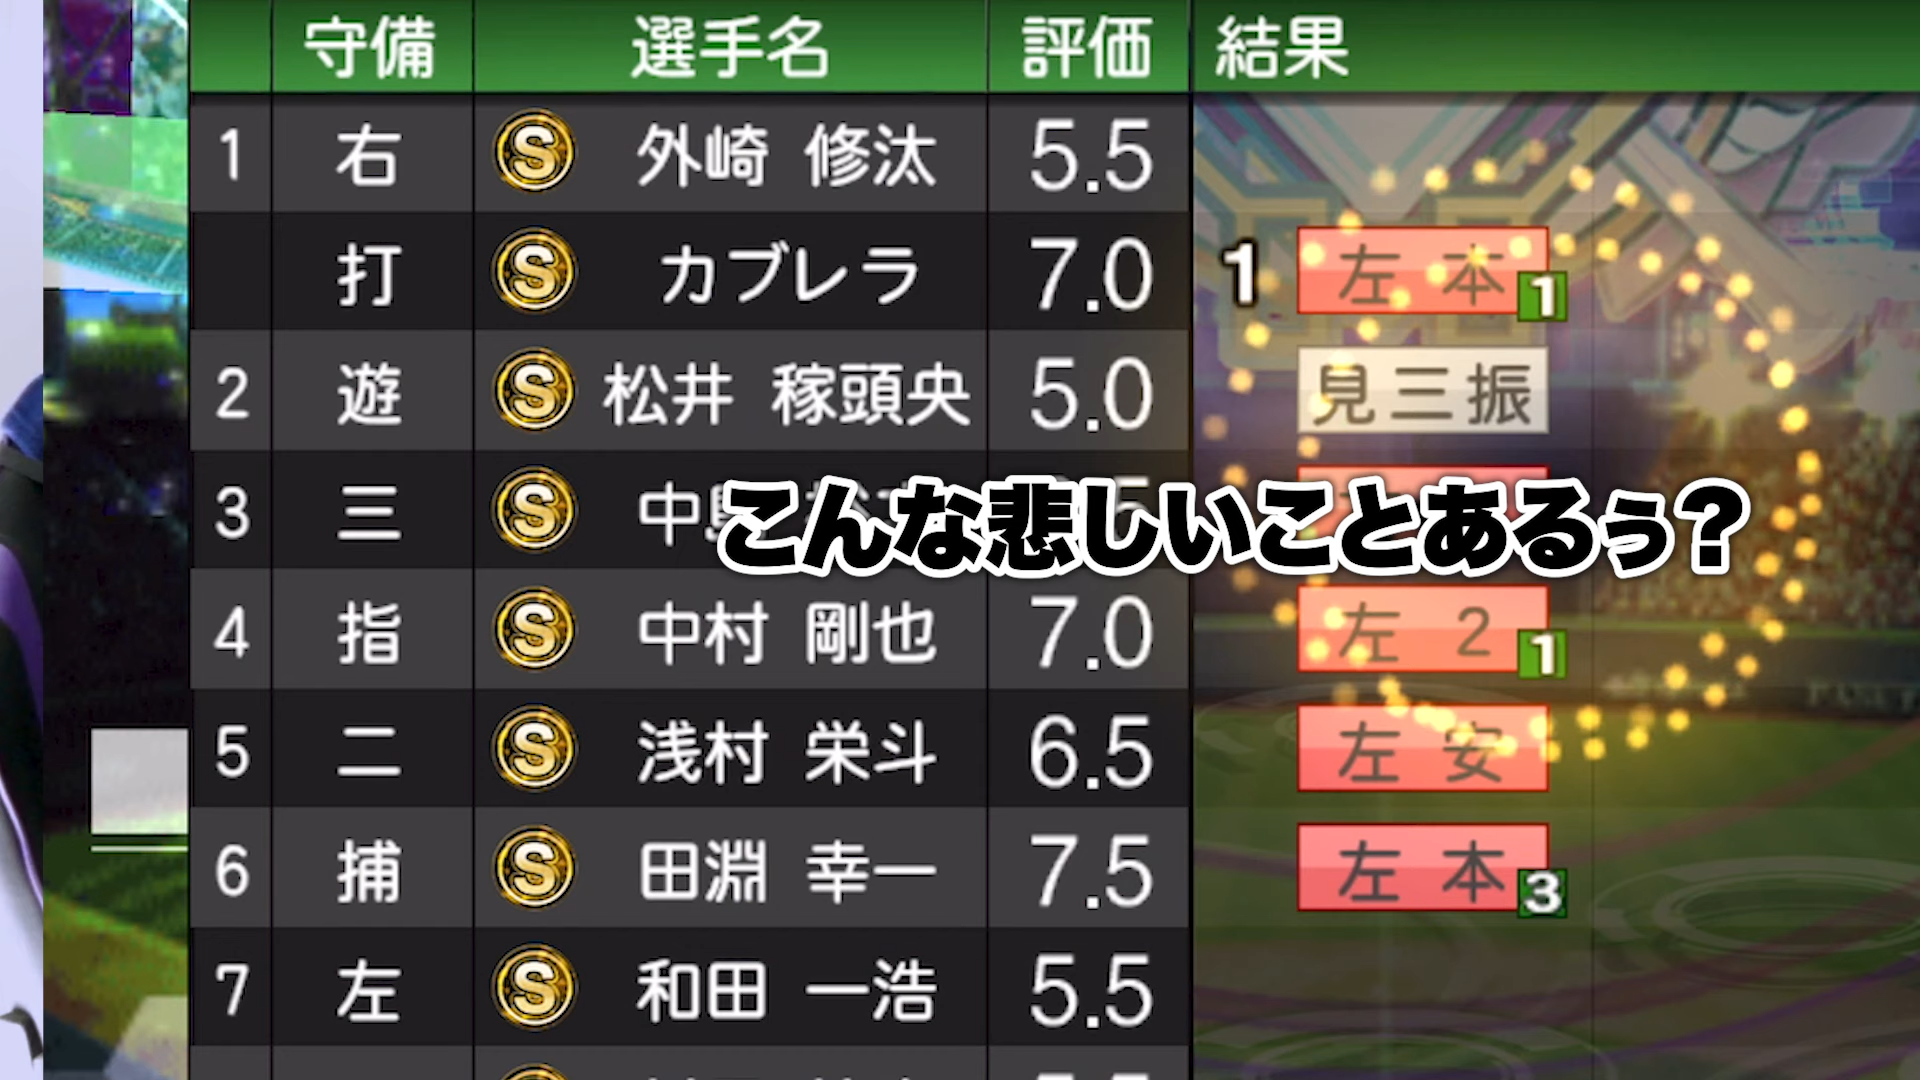 守備 選手名 評価 結果
1 右 S 外崎 修汰 5.5
打 S カブレラ 7.0 1 左 本 1
2 遊 S 松井 稼頭央 5.0 見三振
3 三 S 中
こんな悲しいことあるぅ?
4 指 S 中村 剛也 7.0 左 2 1
5 二 S 浅村 栄斗 6.5 左 安
6 捕 S 田淵 幸一 7.5 左 本 3
7 左 S 和田 一浩 5.5